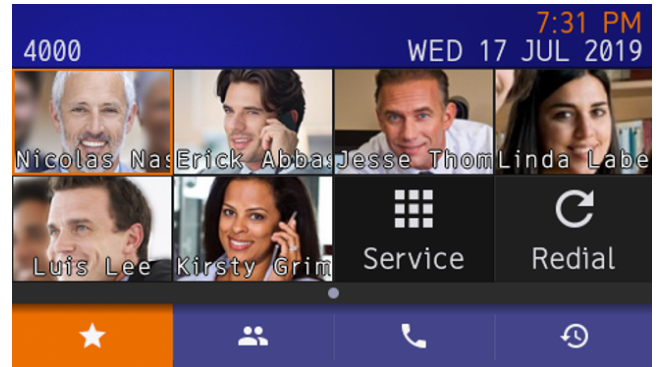 7:31 PM
4000 WED 17 JUL 2019
Nicolas Nas Erick Abbas Jesse Thom Linda Labe
Luis Lee Kirsty Grim Service Redial